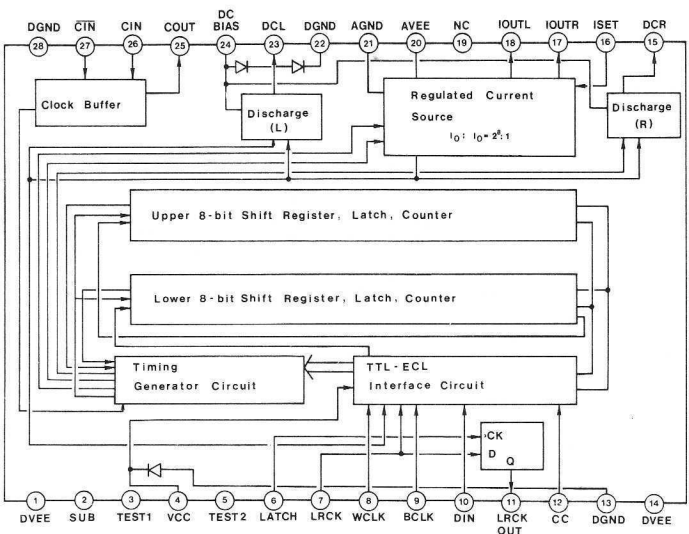 DGND CIN CIN COUT DC BIAS DCL DGND AGND AVEE NC IOUTL IOUTR ISET DCR
28 27 26 25 24 23 22 21 20 19 18 17 16 15
Clock Buffer
Discharge
(L)
Regulated Current
Source
I0 : I0 = 2⁸ : 1
Discharge
(R)
Upper 8-bit Shift Register, Latch, Counter
Lower 8-bit Shift Register, Latch, Counter
Timing
Generator Circuit
TTL-ECL
Interface Circuit
CK
D
Q
1 2 3 4 5 6 7 8 9 10 11 12 13 14
DVEE SUB TEST1 VCC TEST2 LATCH LRCK WCLK BCLK DIN LRCK OUT CC DGND DVEE